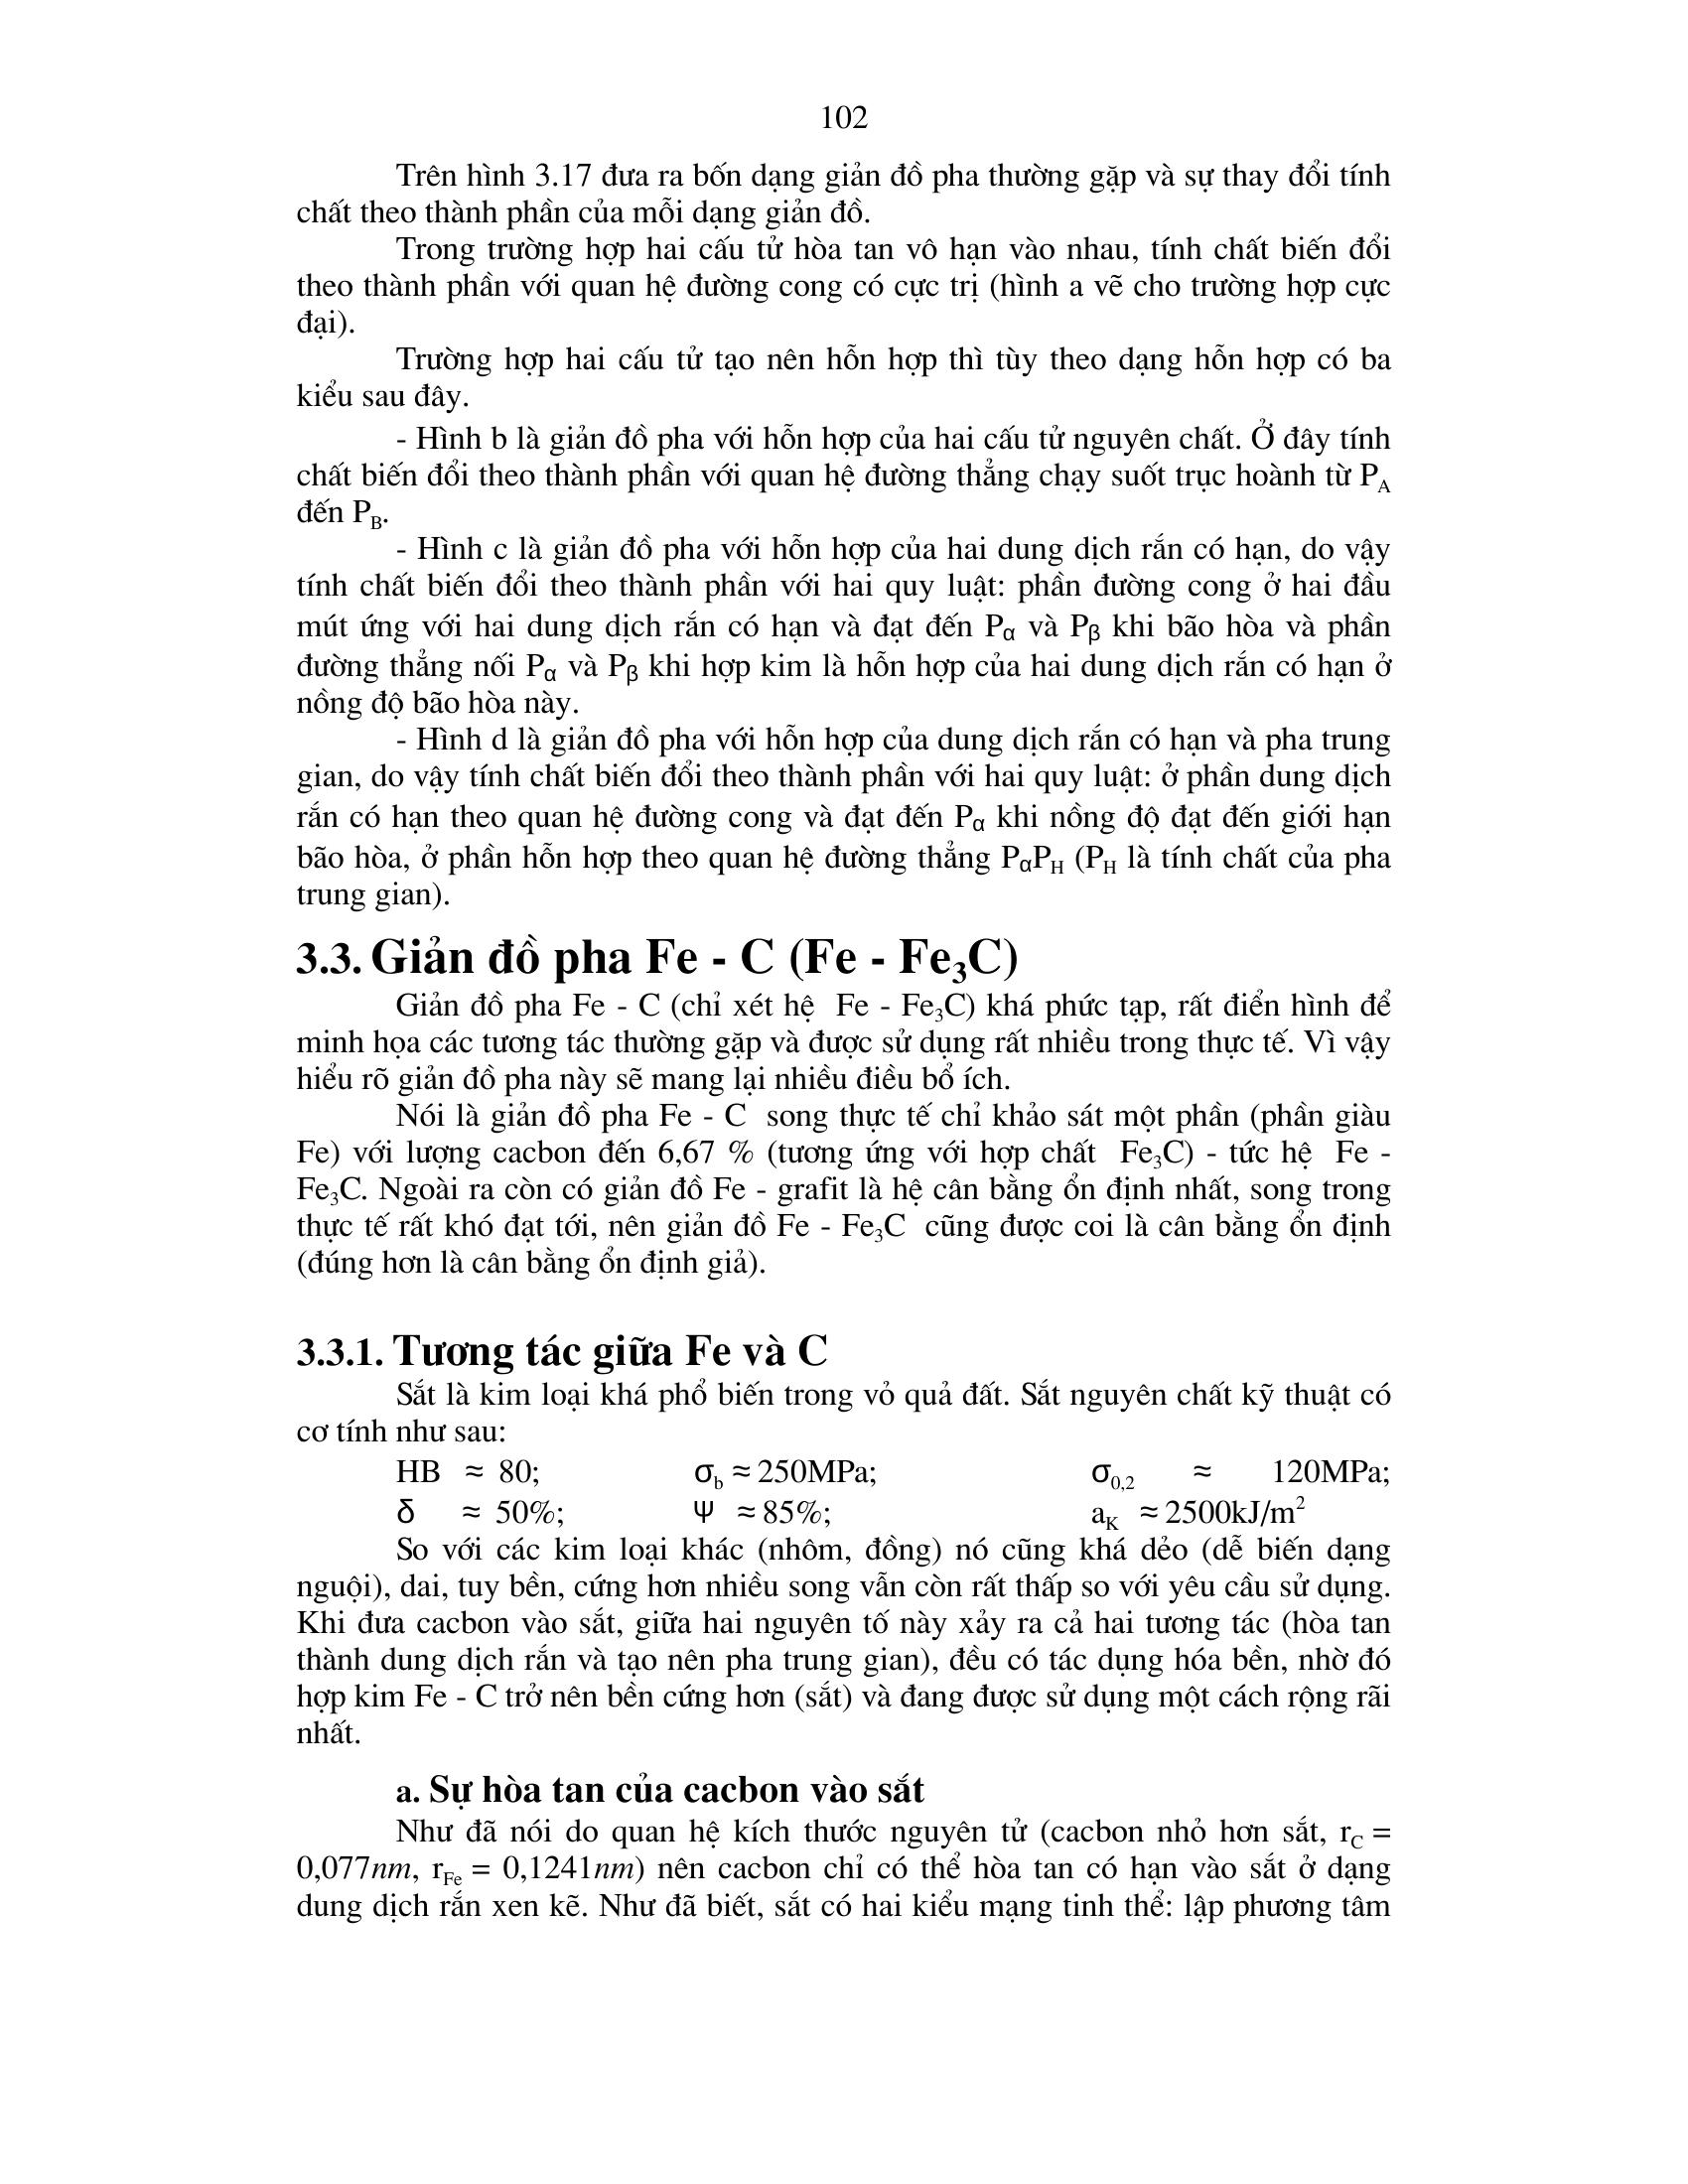 102
Trên hình 3.17 đưa ra bốn dạng giản đồ pha thường gặp và sự thay đổi tính
chất theo thành phần của mỗi dạng giản đồ.
Trong trường hợp hai cấu tử hòa tan vô hạn vào nhau, tính chất biến đổi
theo thành phần với quan hệ đường cong có cực trị (hình a vẽ cho trường hợp cực
đại).
Trường hợp hai cấu tử tạo nên hỗn hợp thì tùy theo dạng hỗn hợp có ba
kiểu sau đây.
- Hình b là giản đồ pha với hỗn hợp của hai cấu tử nguyên chất. Ở đây tính
chất biến đổi theo thành phần với quan hệ đường thẳng chạy suốt trục hoành từ P_A
đến P_B.
- Hình c là giản đồ pha với hỗn hợp của hai dung dịch rắn có hạn, do vậy
tính chất biến đổi theo thành phần với hai quy luật: phần đường cong ở hai đầu
mút ứng với hai dung dịch rắn có hạn và đạt đến Pα và Pβ khi bão hòa và phần
đường thẳng nối Pα và Pβ khi hợp kim là hỗn hợp của hai dung dịch rắn có hạn ở
nồng độ bão hòa này.
- Hình d là giản đồ pha với hỗn hợp của dung dịch rắn có hạn và pha trung
gian, do vậy tính chất biến đổi theo thành phần với hai quy luật: ở phần dung dịch
rắn có hạn theo quan hệ đường cong và đạt đến Pα khi nồng độ đạt đến giới hạn
bão hòa, ở phần hỗn hợp theo quan hệ đường thẳng PαP_H (P_H là tính chất của pha
trung gian).
3.3. Giản đồ pha Fe - C (Fe - Fe₃C)
Giản đồ pha Fe - C (chỉ xét hệ Fe - Fe₃C) khá phức tạp, rất điển hình để
minh họa các tương tác thường gặp và được sử dụng rất nhiều trong thực tế. Vì vậy
hiểu rõ giản đồ pha này sẽ mang lại nhiều điều bổ ích.
Nói là giản đồ pha Fe - C song thực tế chỉ khảo sát một phần (phần giàu
Fe) với lượng cacbon đến 6,67 % (tương ứng với hợp chất Fe₃C) - tức hệ Fe -
Fe₃C. Ngoài ra còn có giản đồ Fe - grafit là hệ cân bằng ổn định nhất, song trong
thực tế rất khó đạt tới, nên giản đồ Fe - Fe₃C cũng được coi là cân bằng ổn định
(đúng hơn là cân bằng ổn định giả).
3.3.1. Tương tác giữa Fe và C
Sắt là kim loại khá phổ biến trong vỏ quả đất. Sắt nguyên chất kỹ thuật có
cơ tính như sau:
HB ≈ 80; σ_b ≈ 250MPa; σ_0,2 ≈ 120MPa;
δ ≈ 50%; Ψ ≈ 85%; a_K ≈ 2500kJ/m²
So với các kim loại khác (nhôm, đồng) nó cũng khá dẻo (dễ biến dạng
nguội), dai, tuy bền, cứng hơn nhiều song vẫn còn rất thấp so với yêu cầu sử dụng.
Khi đưa cacbon vào sắt, giữa hai nguyên tố này xảy ra cả hai tương tác (hòa tan
thành dung dịch rắn và tạo nên pha trung gian), đều có tác dụng hóa bền, nhờ đó
hợp kim Fe - C trở nên bền cứng hơn (sắt) và đang được sử dụng một cách rộng rãi
nhất.
a. Sự hòa tan của cacbon vào sắt
Như đã nói do quan hệ kích thước nguyên tử (cacbon nhỏ hơn sắt, r_C =
0,077nm, r_Fe = 0,1241nm) nên cacbon chỉ có thể hòa tan có hạn vào sắt ở dạng
dung dịch rắn xen kẽ. Như đã biết, sắt có hai kiểu mạng tinh thể: lập phương tâm